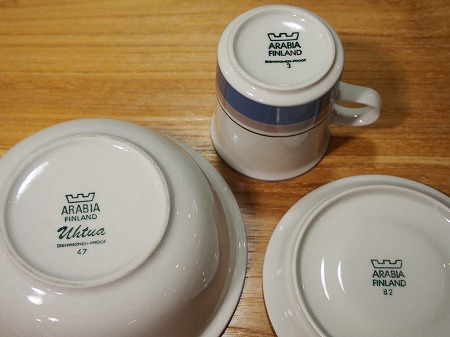 ARABIA
FINLAND
DISHWASHER-PROOF
3
ARABIA
FINLAND
Uhtua
DISHWASHER-PROOF
47
ARABIA
FINLAND
82